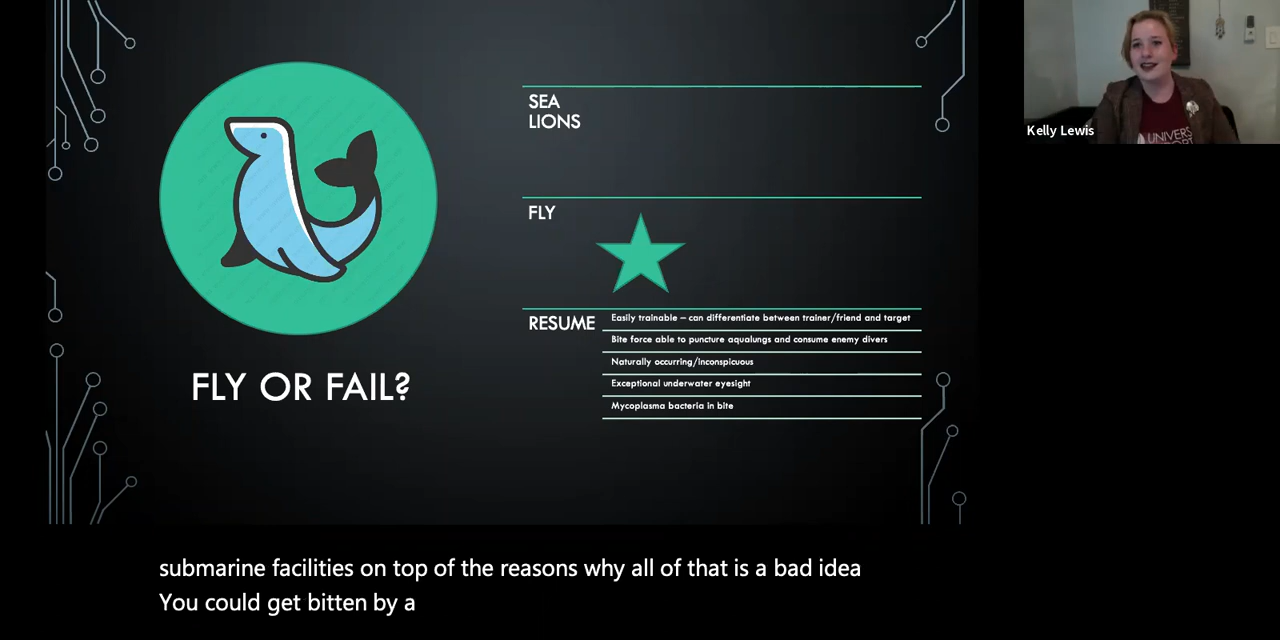 SEA
LIONS
FLY
RESUME
Easily trainable – can differentiate between trainer/friend and target
Bite force able to puncture aqualungs and consume enemy divers
Naturally occurring/inconspicuous
Exceptional underwater eyesight
Mycoplasma bacteria in bite
FLY OR FAIL?
Kelly Lewis
UNIVERS
submarine facilities on top of the reasons why all of that is a bad idea
You could get bitten by a